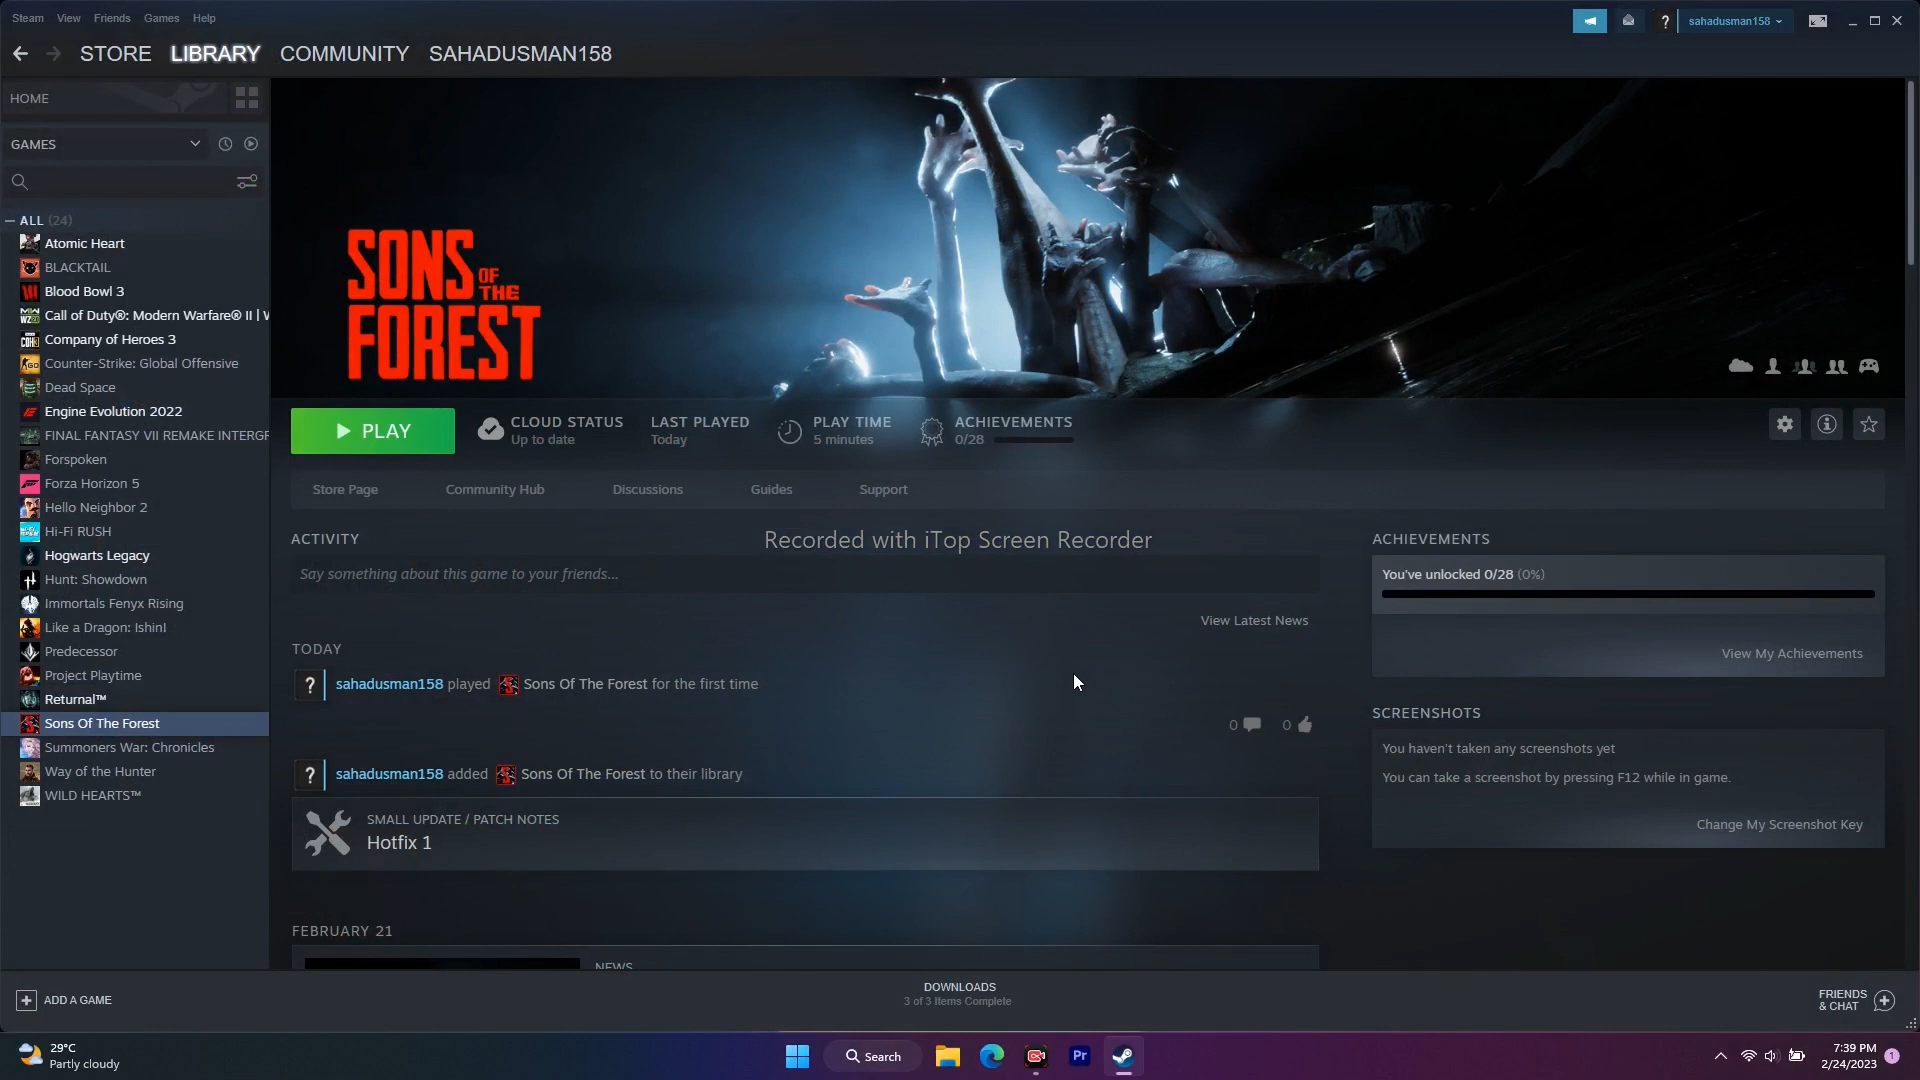 Steam View Friends Games Help
sahadusman158
STORE LIBRARY COMMUNITY SAHADUSMAN158
HOME
GAMES
ALL (24)
Atomic Heart
BLACKTAIL
Blood Bowl 3
Call of Duty®: Modern Warfare® II |
Company of Heroes 3
Counter-Strike: Global Offensive
Dead Space
Engine Evolution 2022
FINAL FANTASY VII REMAKE INTERGR
Forspoken
Forza Horizon 5
Hello Neighbor 2
Hi-Fi RUSH
Hogwarts Legacy
Hunt: Showdown
Immortals Fenyx Rising
Like a Dragon: Ishin!
Predecessor
Project Playtime
Returnal™
Sons Of The Forest
Summoners War: Chronicles
Way of the Hunter
WILD HEARTS™
SONS OF THE FOREST
PLAY
CLOUD STATUS
Up to date
LAST PLAYED
Today
PLAY TIME
5 minutes
ACHIEVEMENTS
0/28
Store Page Community Hub Discussions Guides Support
ACTIVITY
Recorded with iTop Screen Recorder
Say something about this game to your friends...
View Latest News
TODAY
? sahadusman158 played Sons Of The Forest for the first time
0 0
? sahadusman158 added Sons Of The Forest to their library
SMALL UPDATE / PATCH NOTES
Hotfix 1
FEBRUARY 21
NEWS
ACHIEVEMENTS
You've unlocked 0/28 (0%)
View My Achievements
SCREENSHOTS
You haven't taken any screenshots yet
You can take a screenshot by pressing F12 while in game.
Change My Screenshot Key
ADD A GAME
DOWNLOADS
3 of 3 Items Complete
FRIENDS
& CHAT
29°C
Partly cloudy
Search
Pr
7:39 PM
2/24/2023
1